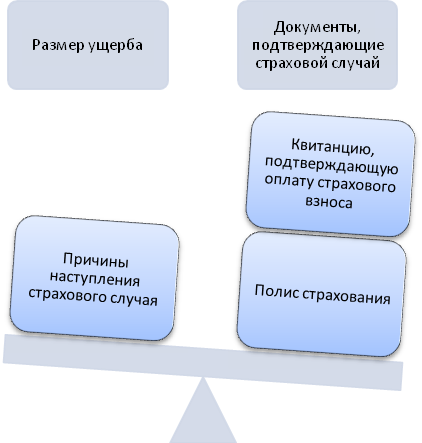 Размер ущерба
Документы,
подтверждающие
страховой случай
Квитанцию,
подтверждающую
оплату страхового
взноса
Причины
наступления
страхового случая
Полис страхования